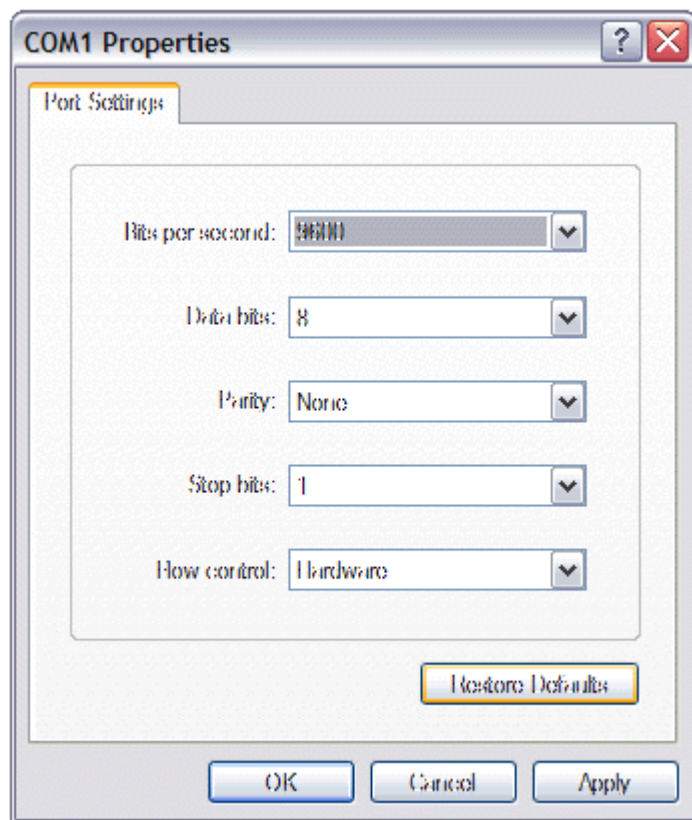 COM1 Properties
?
Port Settings
Bits per second: 9600
Data bits: 8
Parity: None
Stop bits: 1
Flow control: Hardware
Restore Defaults
OK Cancel Apply